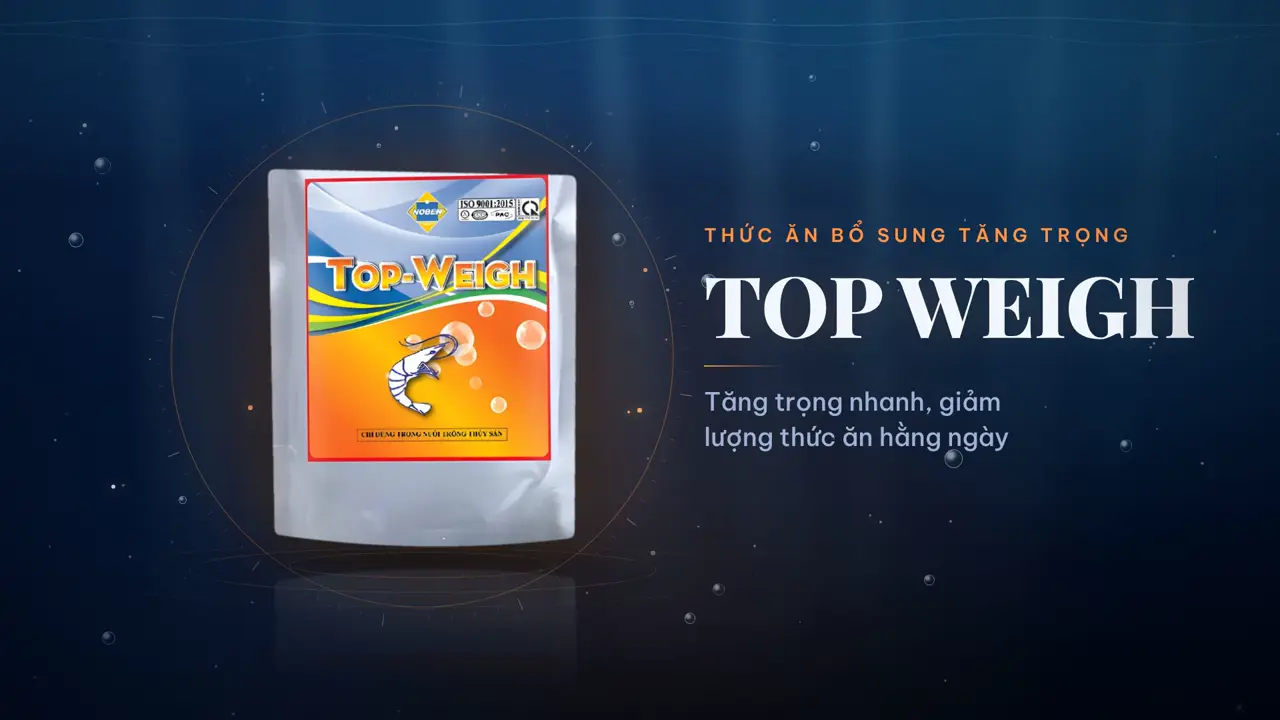 NOBEN
ISO 9001:2015
PAC
TOP-WEIGH
CHỈ DÙNG TRONG NUÔI TRỒNG THỦY SẢN
THỨC ĂN BỔ SUNG TĂNG TRỌNG
TOP WEIGH
Tăng trọng nhanh, giảm
lượng thức ăn hằng ngày